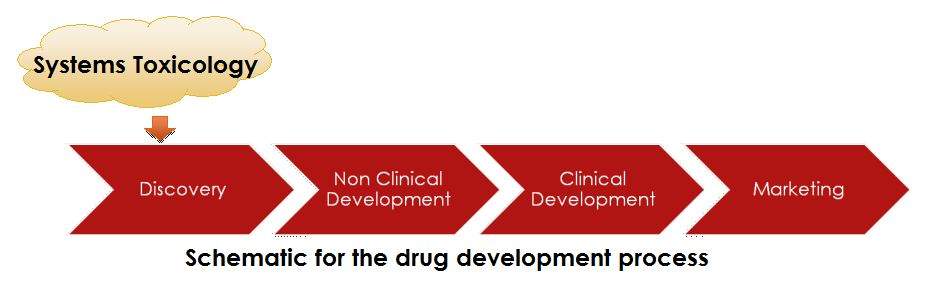 Systems Toxicology
Discovery
Non Clinical
Development
Clinical
Development
Marketing
Schematic for the drug development process